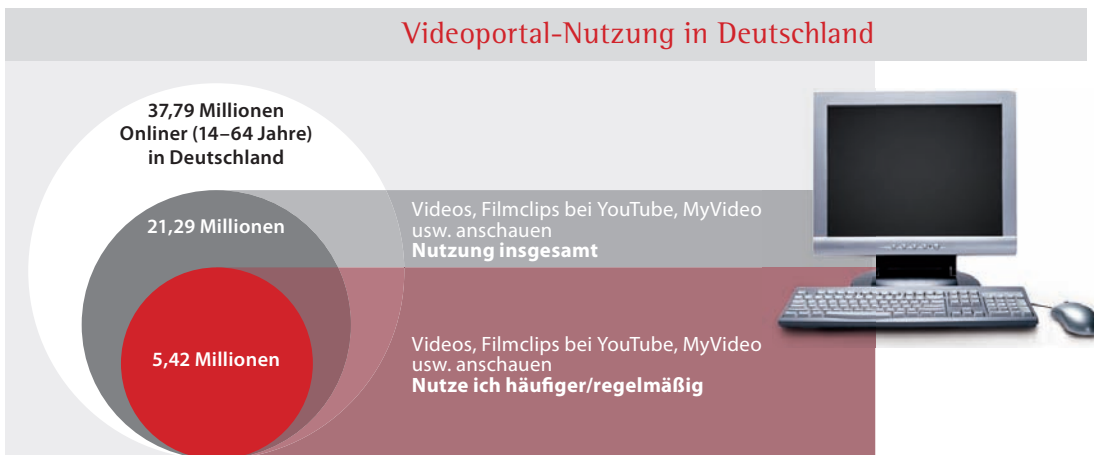 Videoportal-Nutzung in Deutschland
37,79 Millionen
Onliner (14–64 Jahre)
in Deutschland
21,29 Millionen
Videos, Filmclips bei YouTube, MyVideo
usw. anschauen
Nutzung insgesamt
5,42 Millionen
Videos, Filmclips bei YouTube, MyVideo
usw. anschauen
Nutze ich häufiger/regelmäßig